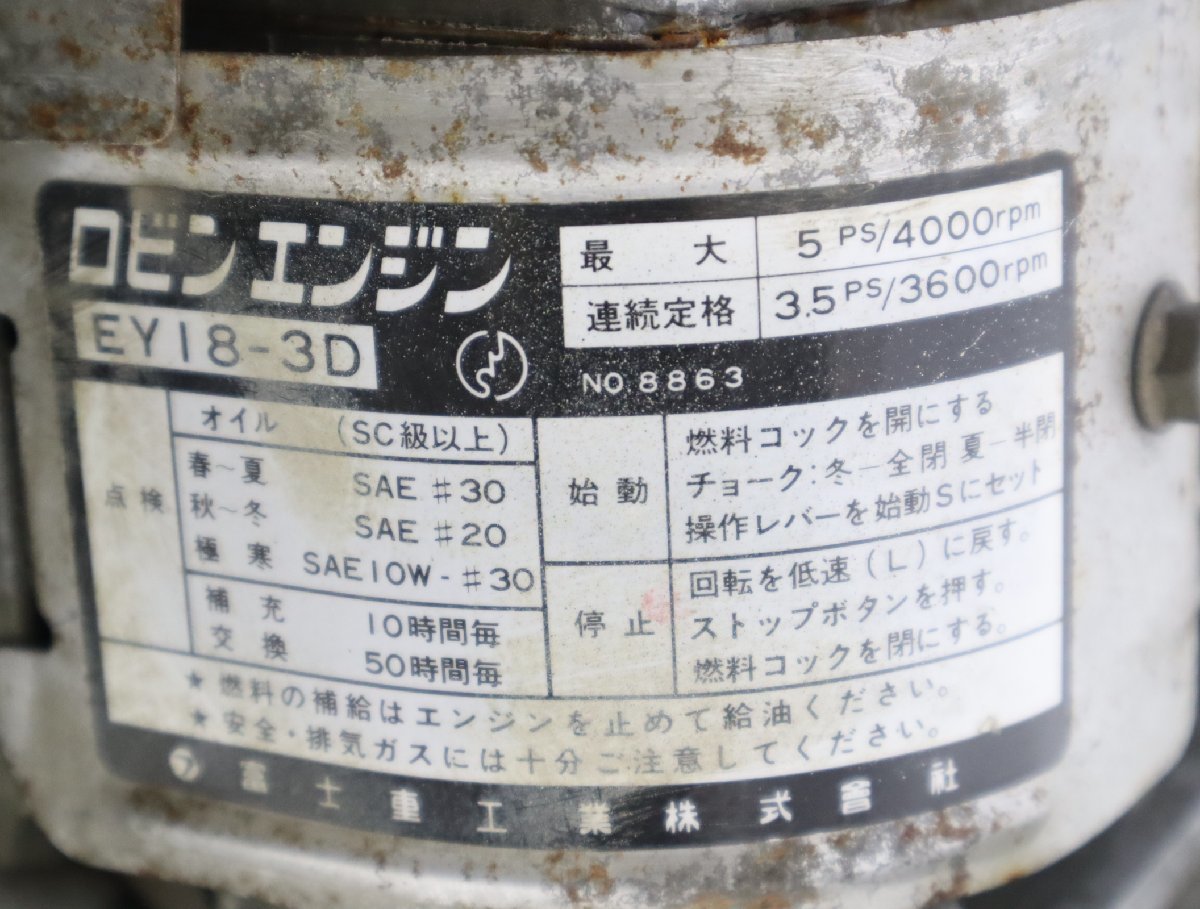 ロビンエンジン
EY18-3D
最大 5 PS/4000rpm
連続定格 3.5 PS/3600rpm
NO.8863
点検
オイル (SC級以上)
春~夏 SAE #30
秋~冬 SAE #20
極寒 SAE10W-#30
補充 10時間毎
交換 50時間毎
始動
燃料コックを開にする
チョーク:冬-全閉 夏-半閉
操作レバーを始動Sにセット
停止
回転を低速(L)に戻す。
ストップボタンを押す。
燃料コックを閉にする。
★燃料の補給はエンジンを止めて給油ください。
★安全・排気ガスには十分ご注意してください。
富士重工業株式會社